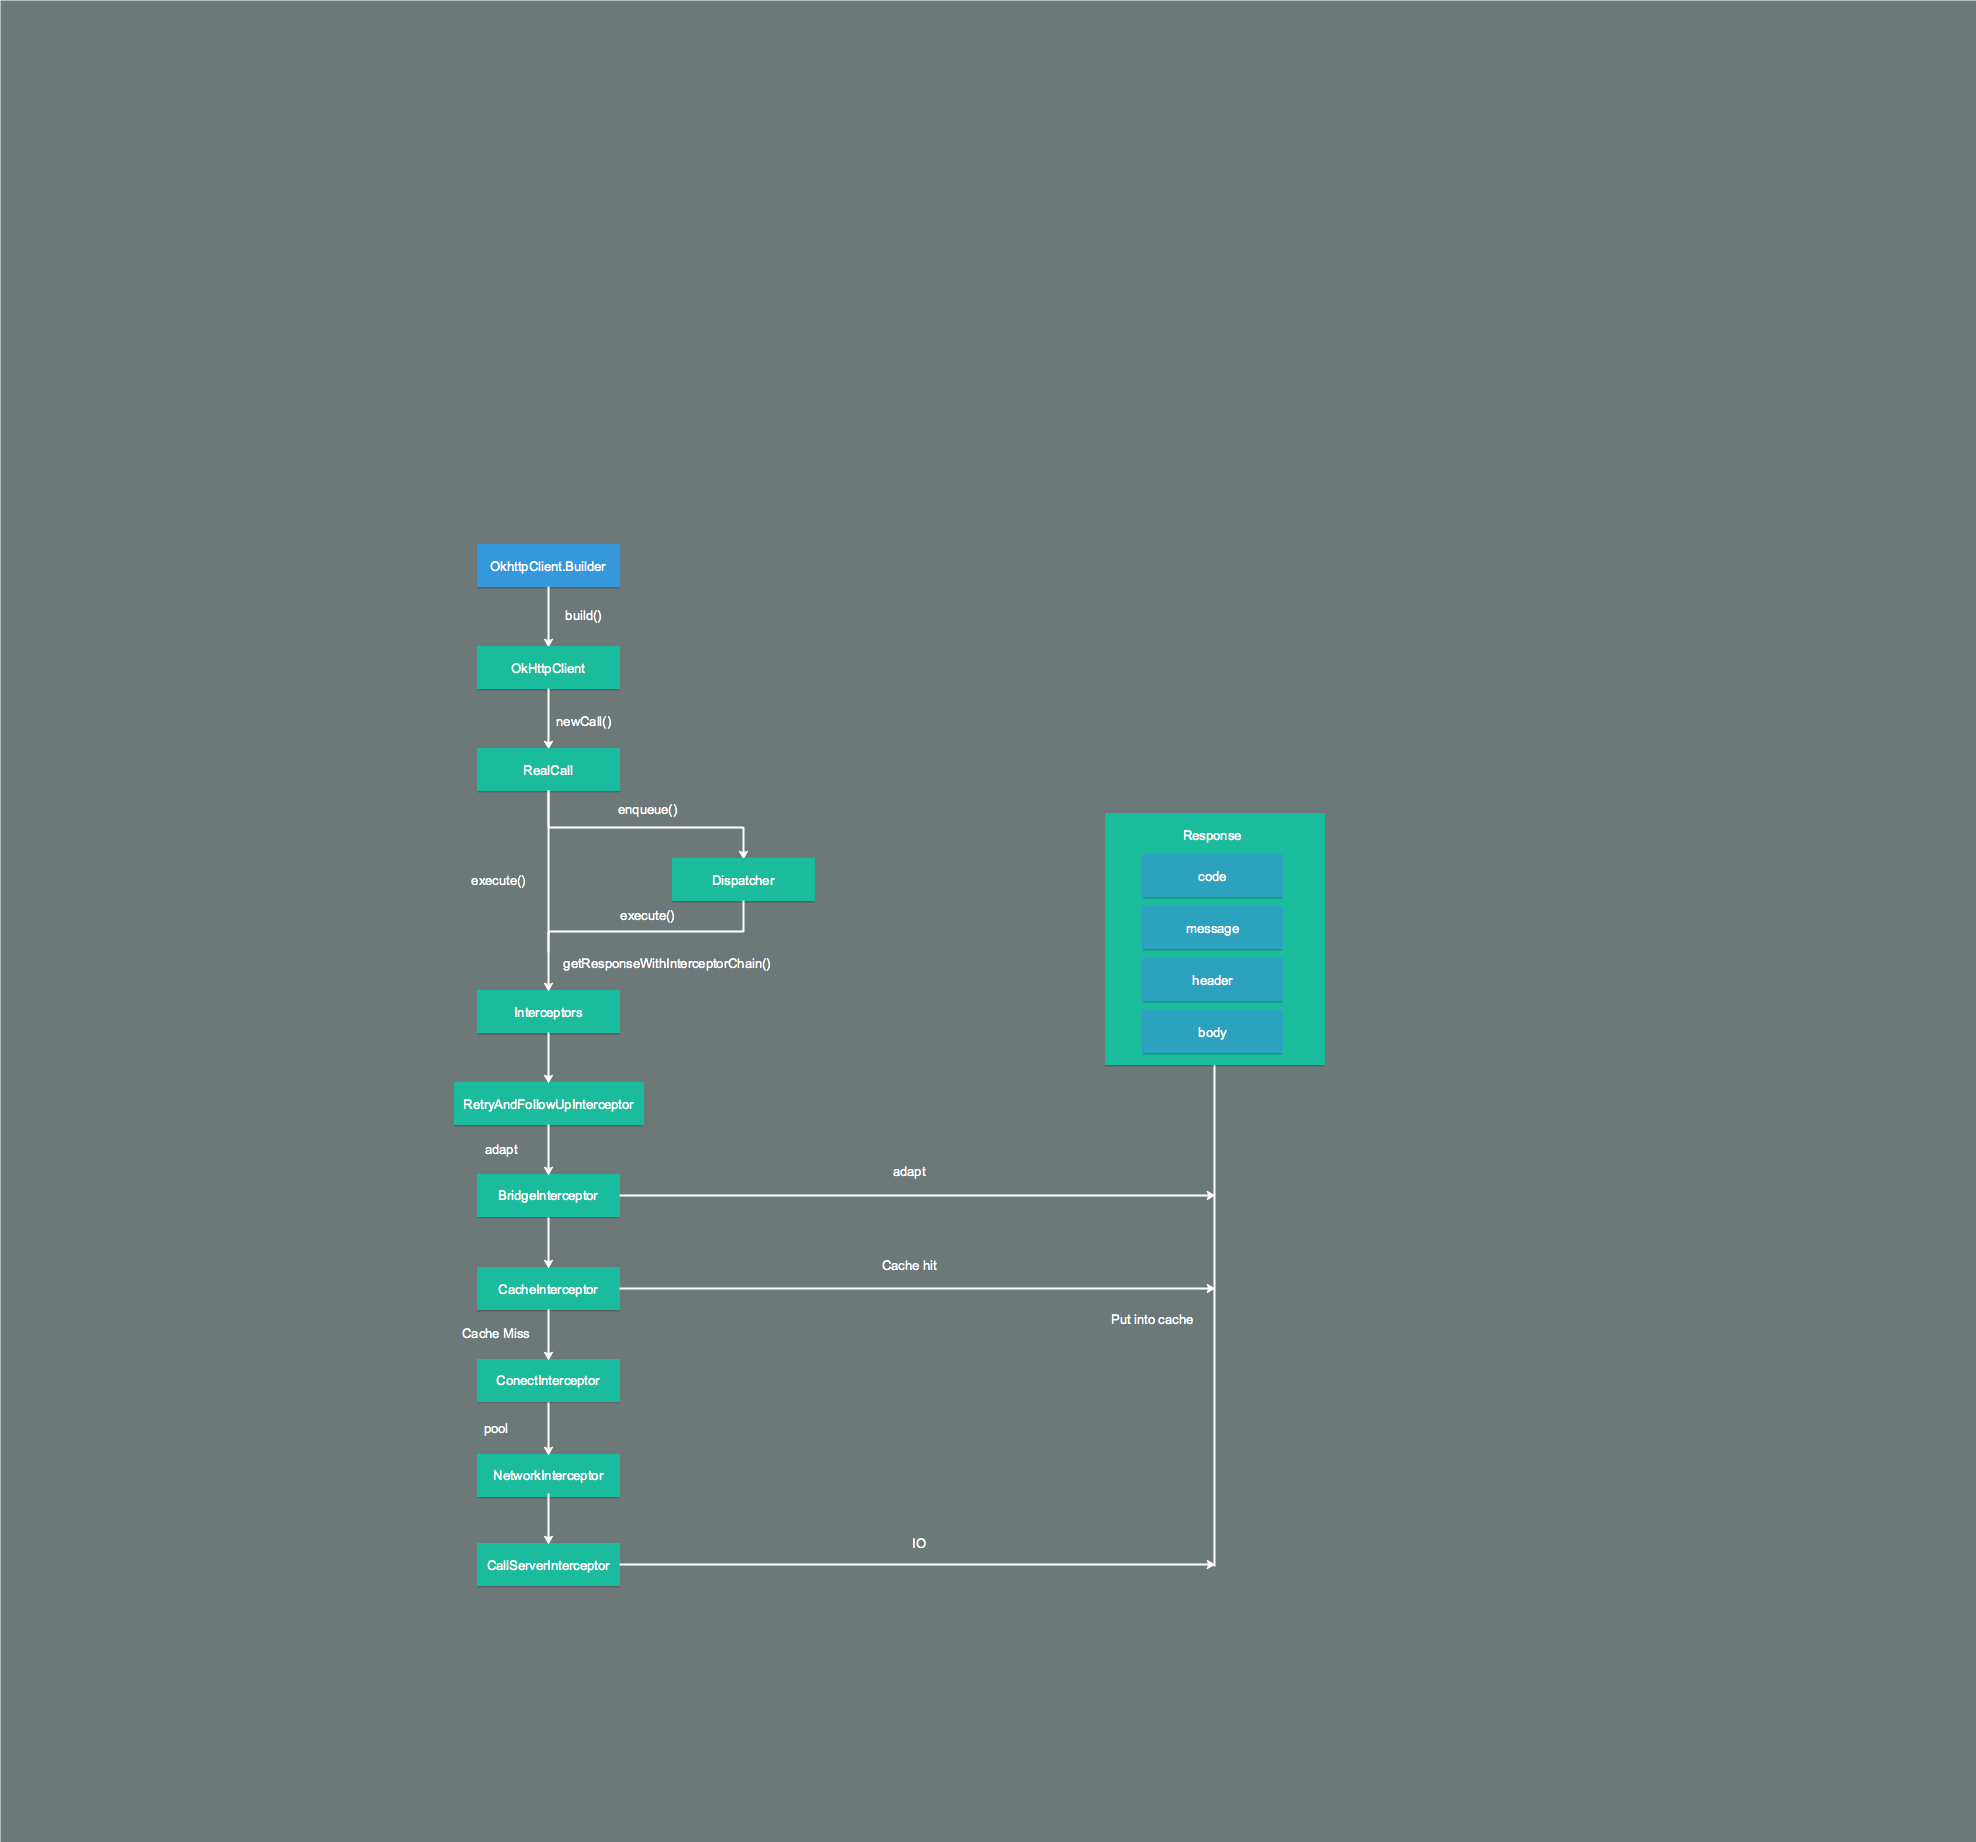 OkhttpClient.Builder
build()
OkHttpClient
newCall()
RealCall
enqueue()
execute()
Dispatcher
execute()
getResponseWithInterceptorChain()
Interceptors
RetryAndFollowUpInterceptor
adapt
BridgeInterceptor
adapt
CacheInterceptor
Cache hit
Cache Miss
Put into cache
ConectInterceptor
pool
NetworkInterceptor
CallServerInterceptor
IO
Response
code
message
header
body